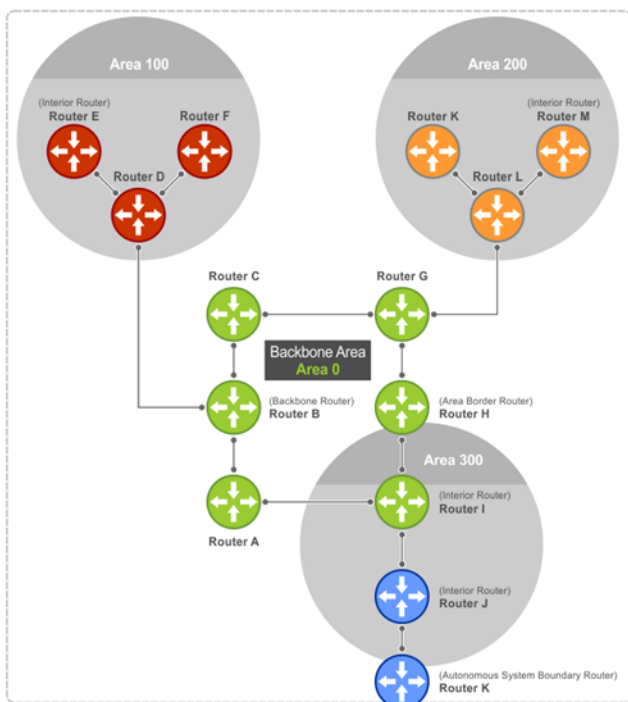 Area 100
(Interior Router)
Router E
Router F
Router D
Area 200
Router K
(Interior Router)
Router M
Router L
Router C
Router G
Backbone Area
Area 0
(Backbone Router)
Router B
(Area Border Router)
Router H
Area 300
Router A
(Interior Router)
Router I
(Interior Router)
Router J
(Autonomous System Boundary Router)
Router K